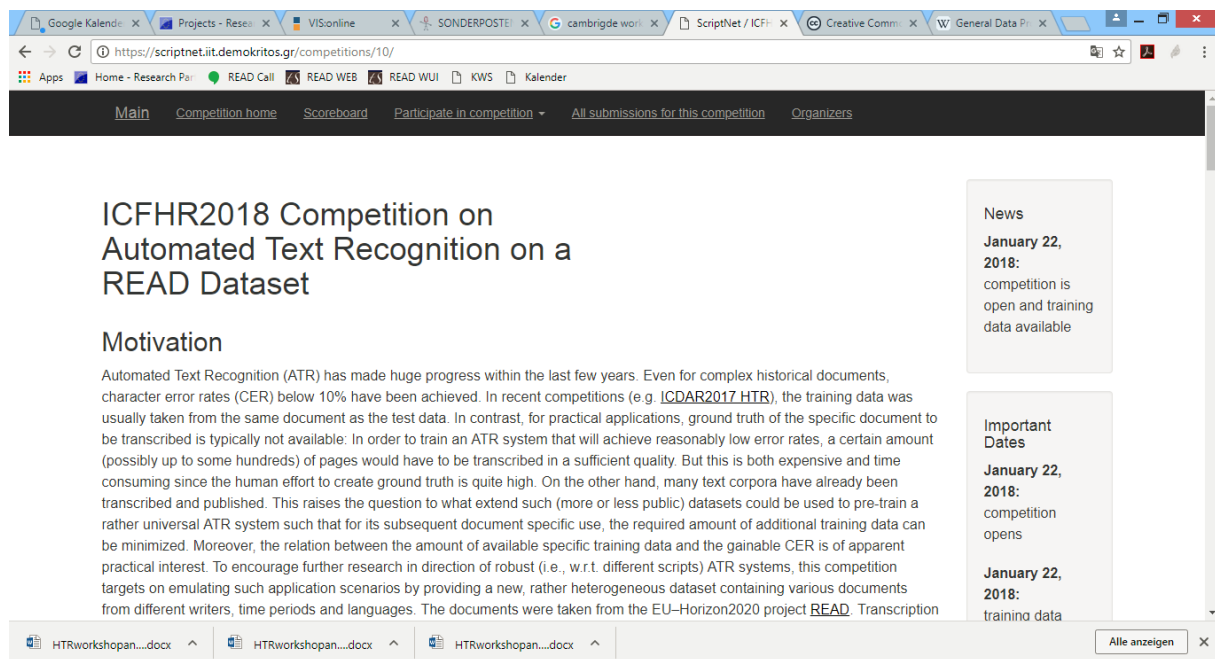 Google Kalende
Projects - Resea
VIS:online
SONDERPOSTE
cambrigde work
ScriptNet / ICFH
Creative Commo
General Data Pr
https://scriptnet.iit.demokritos.gr/competitions/10/
Apps Home - Research Par READ Call READ WEB READ WUI KWS Kalender
Main Competition home Scoreboard Participate in competition All submissions for this competition Organizers
ICFHR2018 Competition on
Automated Text Recognition on a
READ Dataset
Motivation
Automated Text Recognition (ATR) has made huge progress within the last few years. Even for complex historical documents,
character error rates (CER) below 10% have been achieved. In recent competitions (e.g. ICDAR2017 HTR), the training data was
usually taken from the same document as the test data. In contrast, for practical applications, ground truth of the specific document to
be transcribed is typically not available: In order to train an ATR system that will achieve reasonably low error rates, a certain amount
(possibly up to some hundreds) of pages would have to be transcribed in a sufficient quality. But this is both expensive and time
consuming since the human effort to create ground truth is quite high. On the other hand, many text corpora have already been
transcribed and published. This raises the question to what extend such (more or less public) datasets could be used to pre-train a
rather universal ATR system such that for its subsequent document specific use, the required amount of additional training data can
be minimized. Moreover, the relation between the amount of available specific training data and the gainable CER is of apparent
practical interest. To encourage further research in direction of robust (i.e., w.r.t. different scripts) ATR systems, this competition
targets on emulating such application scenarios by providing a new, rather heterogeneous dataset containing various documents
from different writers, time periods and languages. The documents were taken from the EU–Horizon2020 project READ. Transcription
News
January 22,
2018:
competition is
open and training
data available
Important
Dates
January 22,
2018:
competition
opens
January 22,
2018:
training data
HTRworkshopan....docx HTRworkshopan....docx HTRworkshopan....docx Alle anzeigen